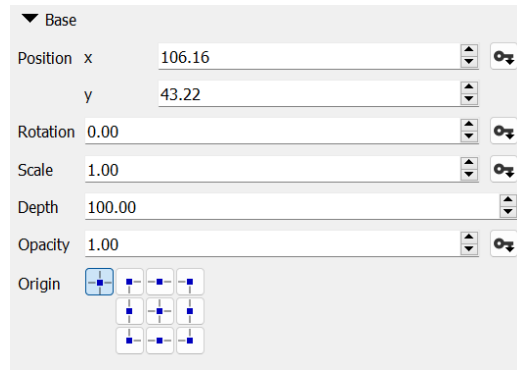 Base
Position x 106.16
y 43.22
Rotation 0.00
Scale 1.00
Depth 100.00
Opacity 1.00
Origin